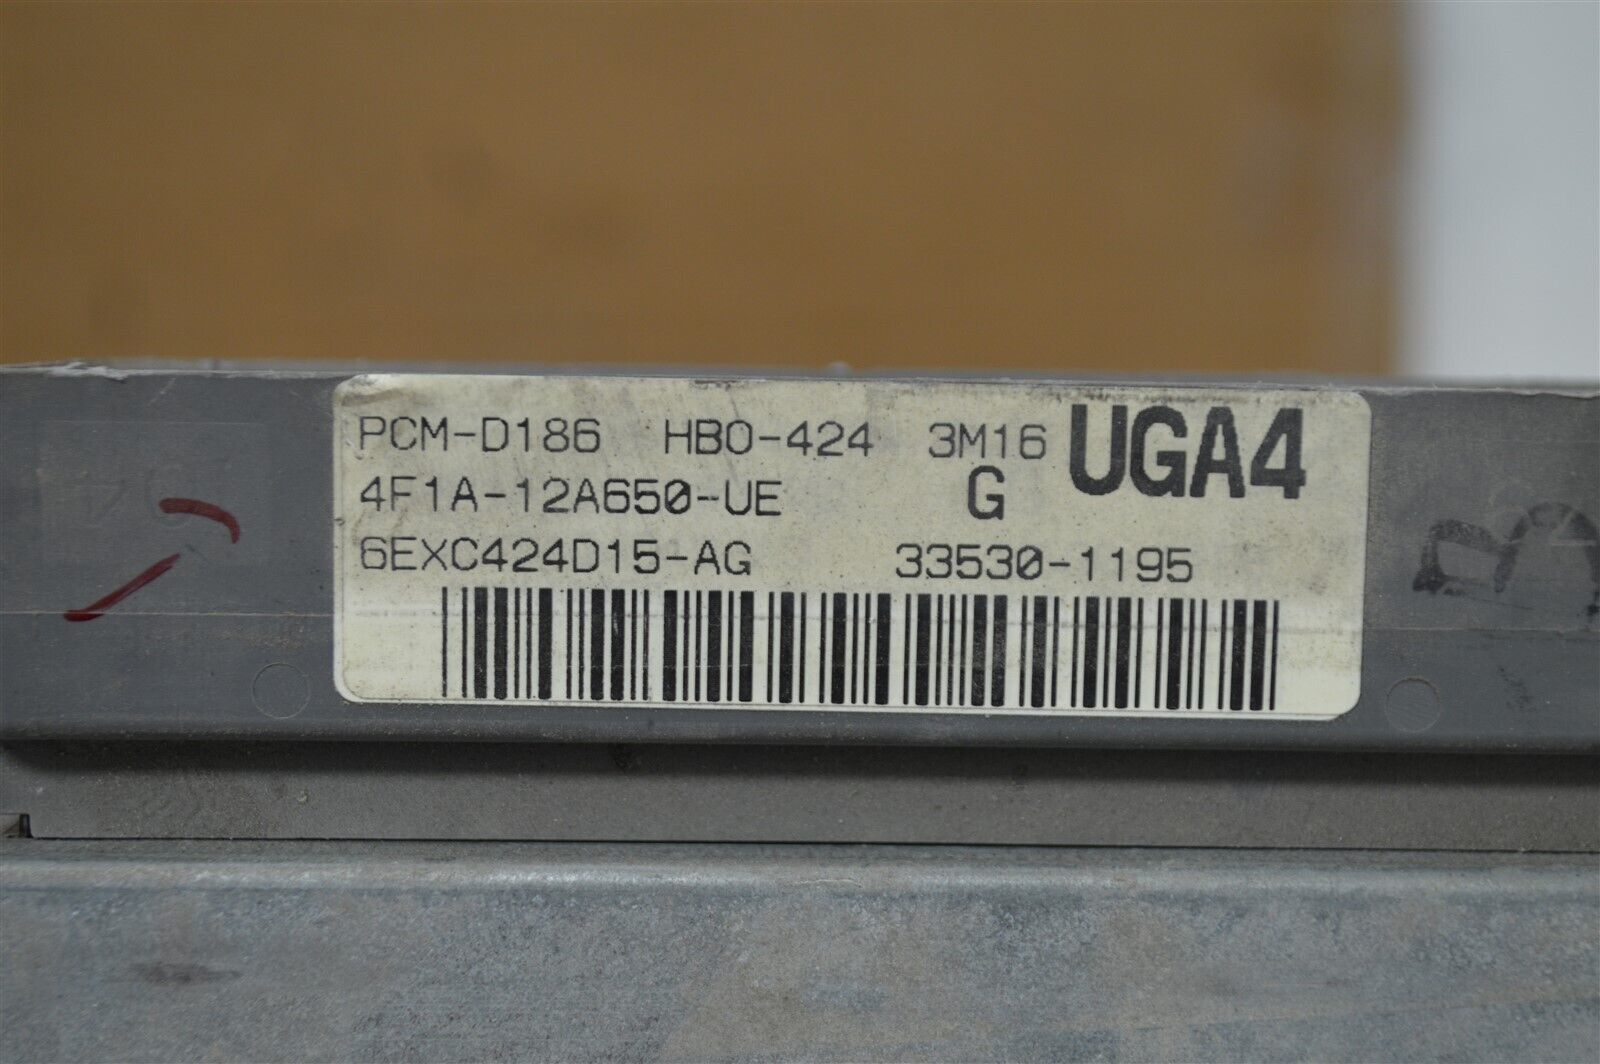 PCM-D186 HBO-424 3M16 UGA4
4F1A-12A650-UE G
6EXC424D15-AG 33530-1195
B